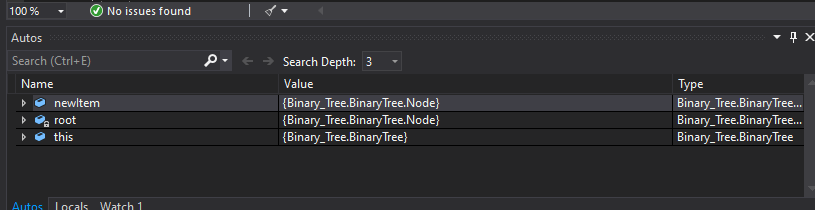 100 % No issues found
Autos
Search (Ctrl+E) Search Depth: 3
Name Value Type
newItem {Binary_Tree.BinaryTree.Node} Binary_Tree.BinaryTree...
root {Binary_Tree.BinaryTree.Node} Binary_Tree.BinaryTree...
this {Binary_Tree.BinaryTree} Binary_Tree.BinaryTree
Autos Locals Watch 1